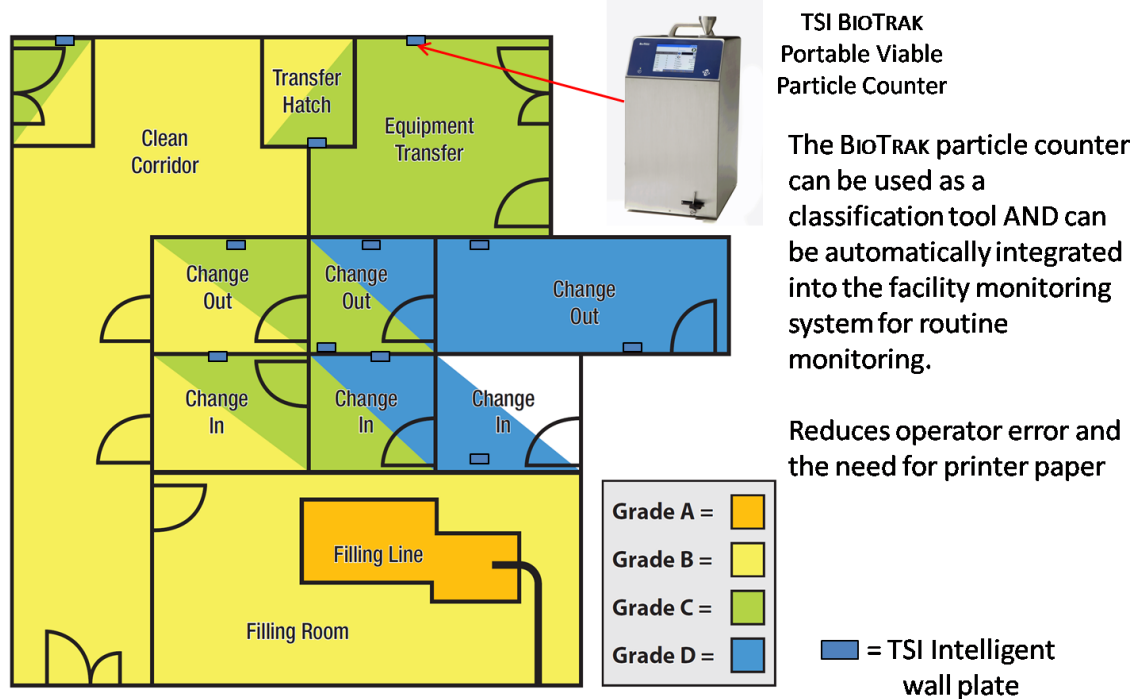 TSI BIOTRAK
Portable Viable
Particle Counter
Transfer
Hatch
Equipment
Transfer
Clean
Corridor
The BIOTRAK particle counter
can be used as a
classification tool AND can
be automatically integrated
into the facility monitoring
system for routine
monitoring.
Change
Out
Change
Out
Change
Out
Change
In
Change
In
Change
In
Reduces operator error and
the need for printer paper
Filling Line
Filling Room
Grade A =
Grade B =
Grade C =
Grade D =
= TSI Intelligent
wall plate